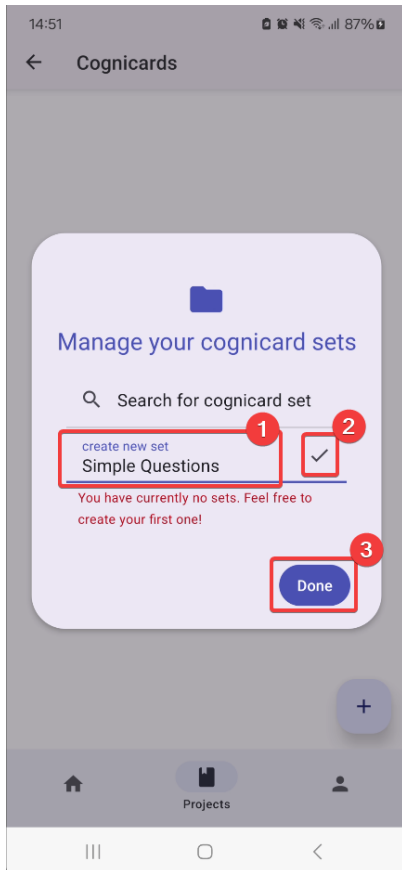 14:51
87%
Cognicards
Manage your cognicard sets
Search for cognicard set
1
2
create new set
Simple Questions
You have currently no sets. Feel free to
create your first one!
3
Done
Projects